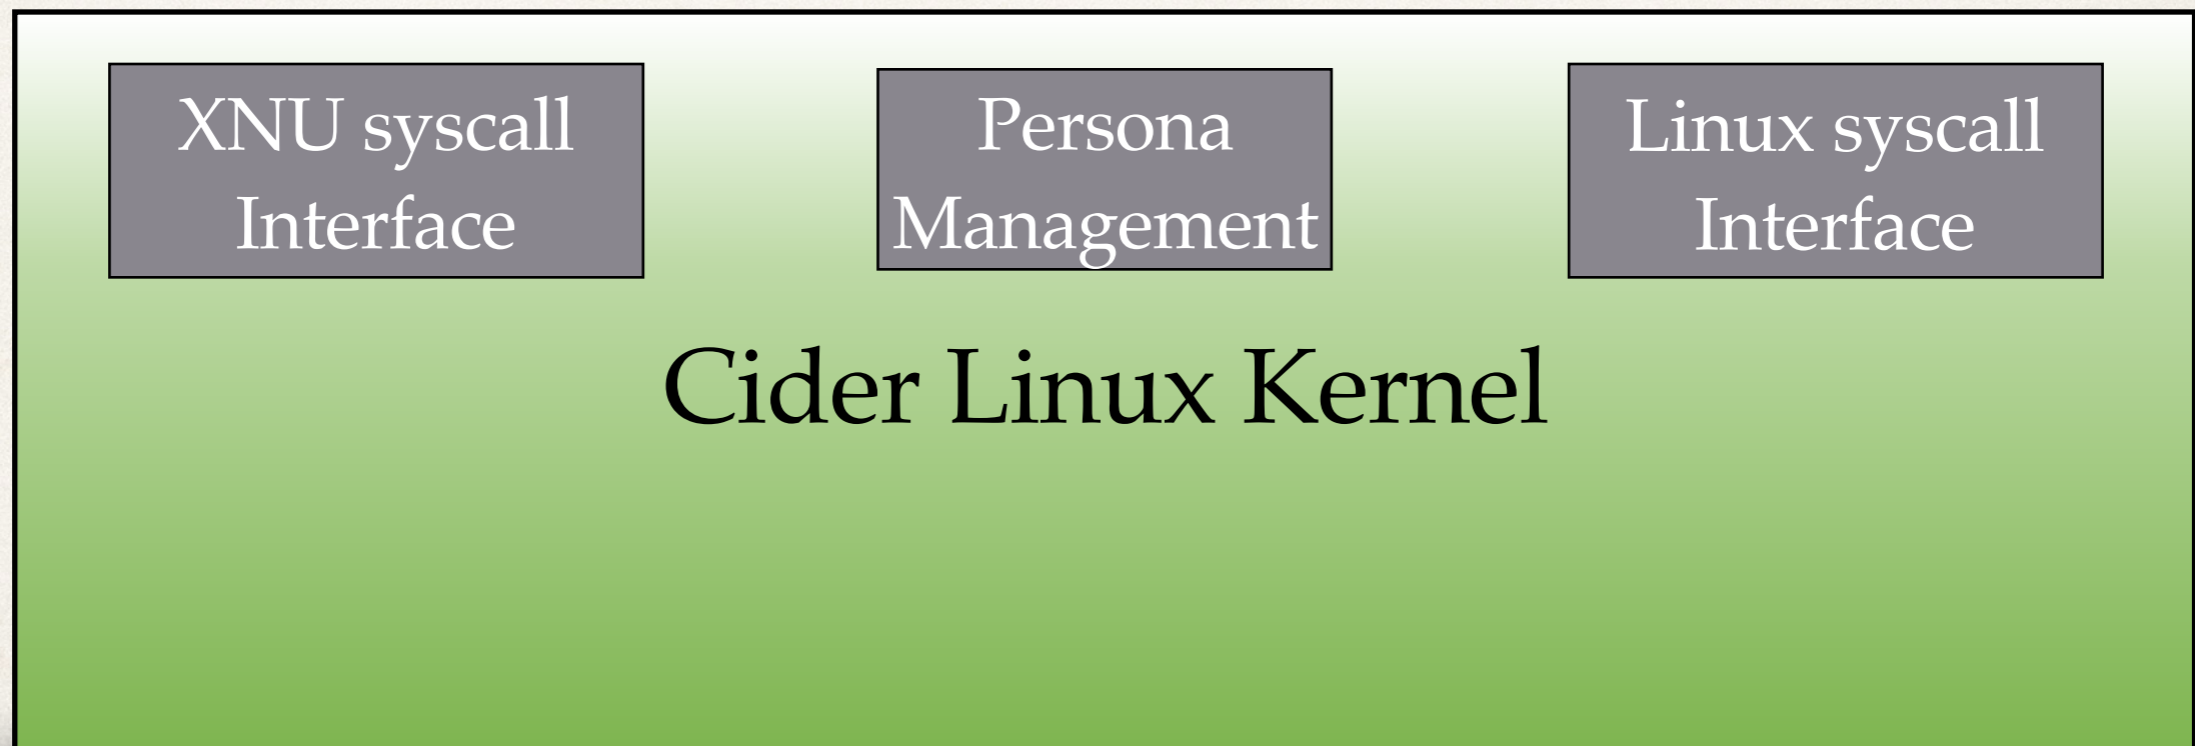 XNU syscall
Interface
Persona
Management
Linux syscall
Interface
Cider Linux Kernel